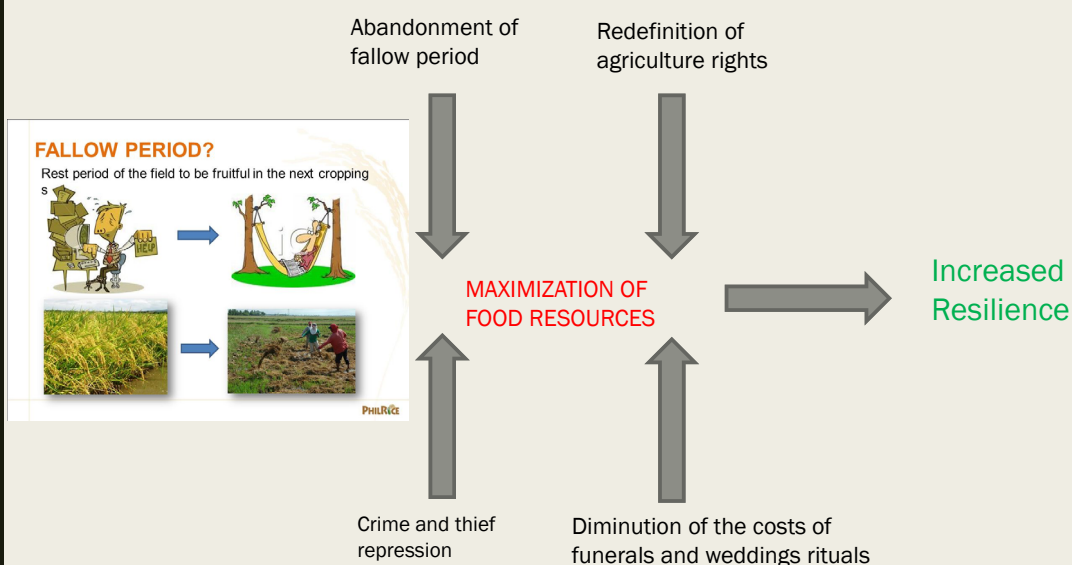 Abandonment of
fallow period
Redefinition of
agriculture rights
FALLOW PERIOD?
Rest period of the field to be fruitful in the next cropping
s
HELP
MAXIMIZATION OF
FOOD RESOURCES
Increased
Resilience
PHILRICE
Crime and thief
repression
Diminution of the costs of
funerals and weddings rituals